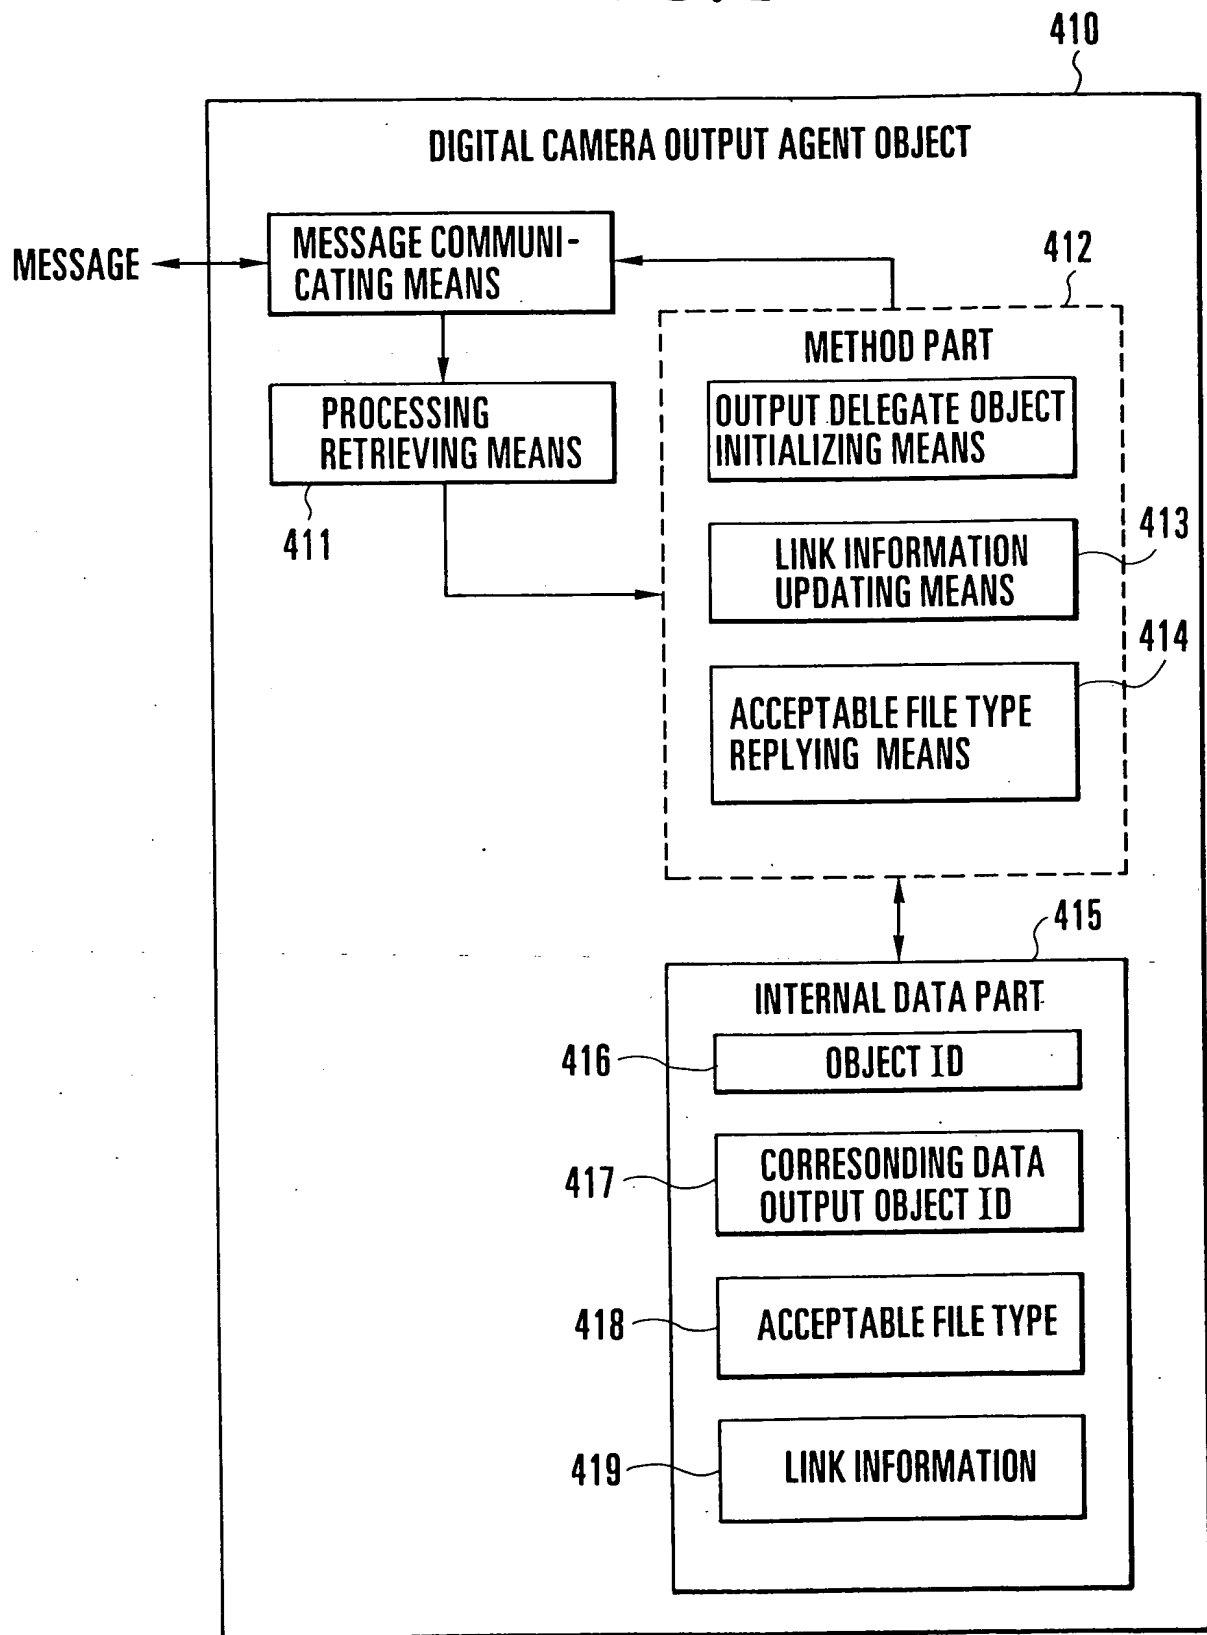 410
DIGITAL CAMERA OUTPUT AGENT OBJECT
MESSAGE
MESSAGE COMMUNI-
CATING MEANS
412
METHOD PART
PROCESSING
RETRIEVING MEANS
411
OUTPUT DELEGATE OBJECT
INITIALIZING MEANS
413
LINK INFORMATION
UPDATING MEANS
414
ACCEPTABLE FILE TYPE
REPLYING MEANS
415
INTERNAL DATA PART
416
OBJECT ID
417
CORRESONDING DATA
OUTPUT OBJECT ID
418
ACCEPTABLE FILE TYPE
419
LINK INFORMATION